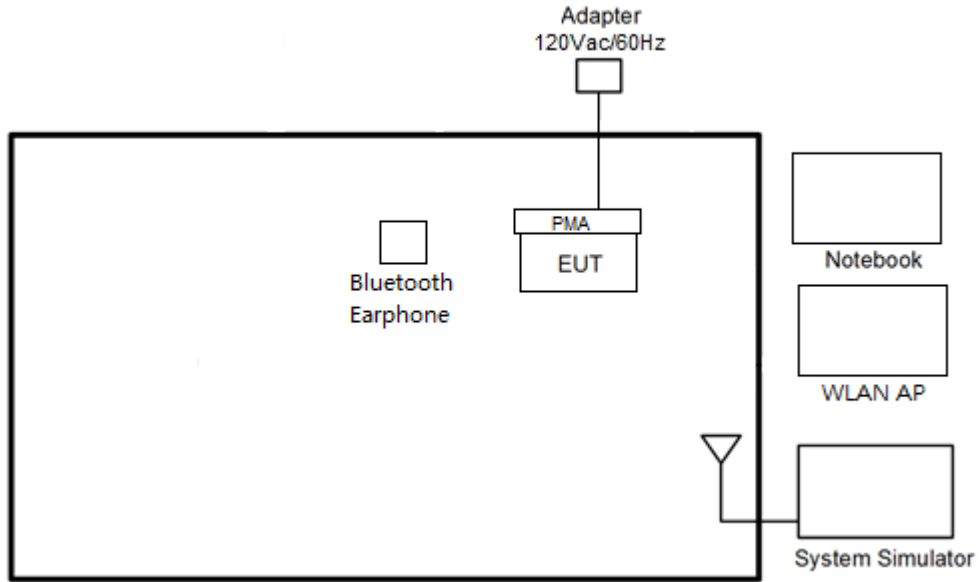 Adapter
120Vac/60Hz
PMA
EUT
Bluetooth
Earphone
Notebook
WLAN AP
System Simulator